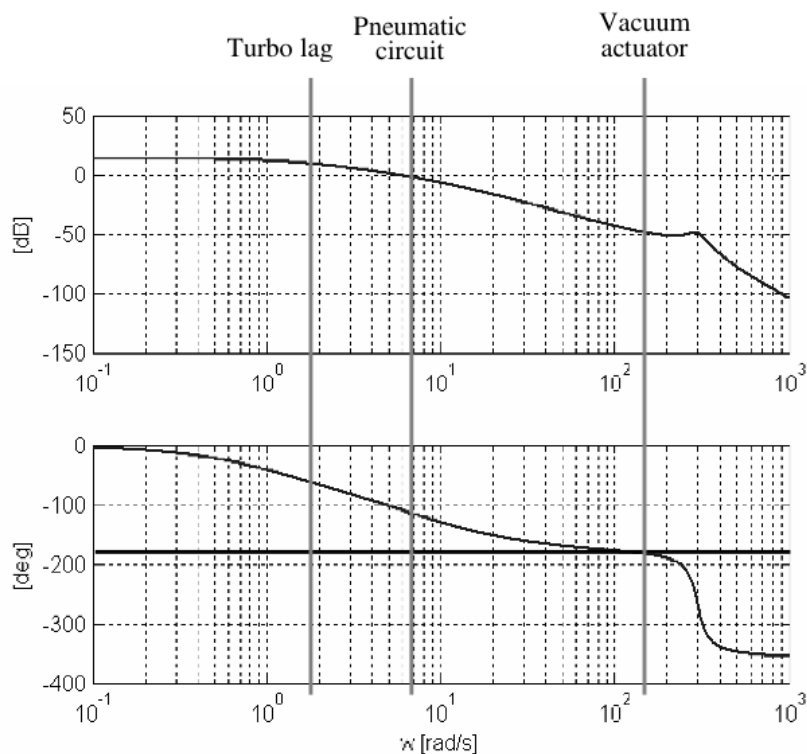 Turbo lag
Pneumatic
circuit
Vacuum
actuator
50
0
-50
-100
-150
[dB]
10^-1
10^0
10^1
10^2
10^3
0
-100
-200
-300
-400
[deg]
10^-1
10^0
10^1
10^2
10^3
w [rad/s]